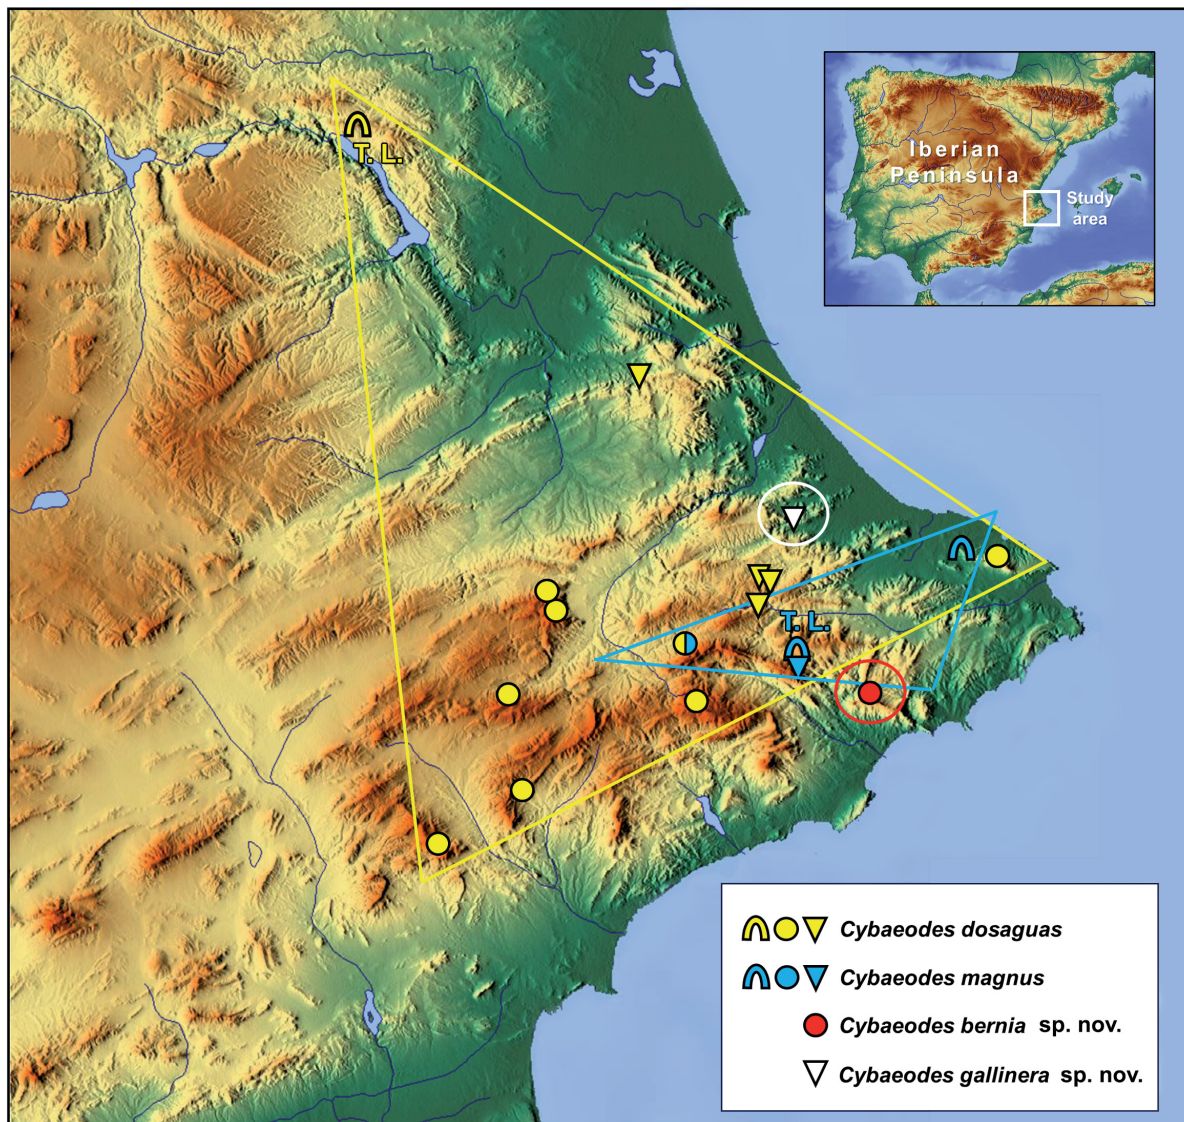 T. L.
Iberian
Peninsula
Study
area
T. L.
Cybaeodes dosaguas
Cybaeodes magnus
Cybaeodes bernia sp. nov.
Cybaeodes gallinera sp. nov.